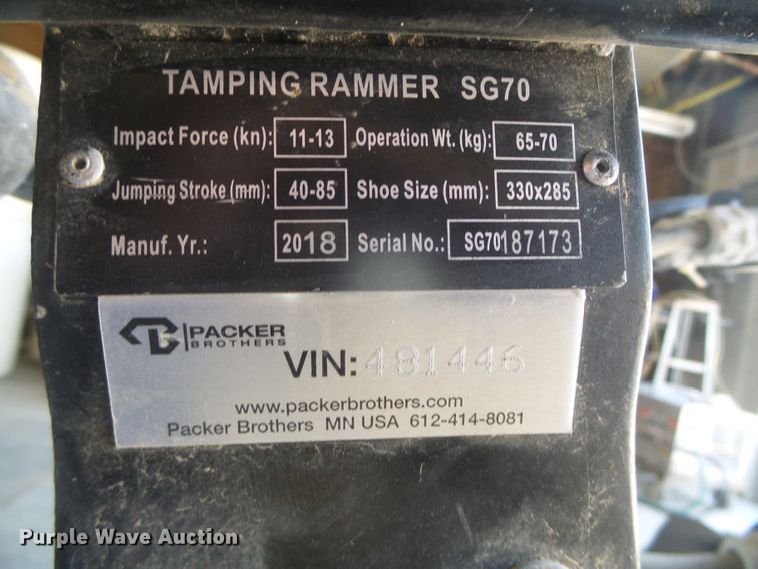 TAMPING RAMMER SG70
Impact Force (kn): 11-13 Operation Wt. (kg): 65-70
Jumping Stroke (mm): 40-85 Shoe Size (mm): 330x285
Manuf. Yr.: 2018 Serial No.: SG70187173
PACKER
BROTHERS
VIN: 481446
www.packerbrothers.com
Packer Brothers MN USA 612-414-8081
Purple Wave Auction